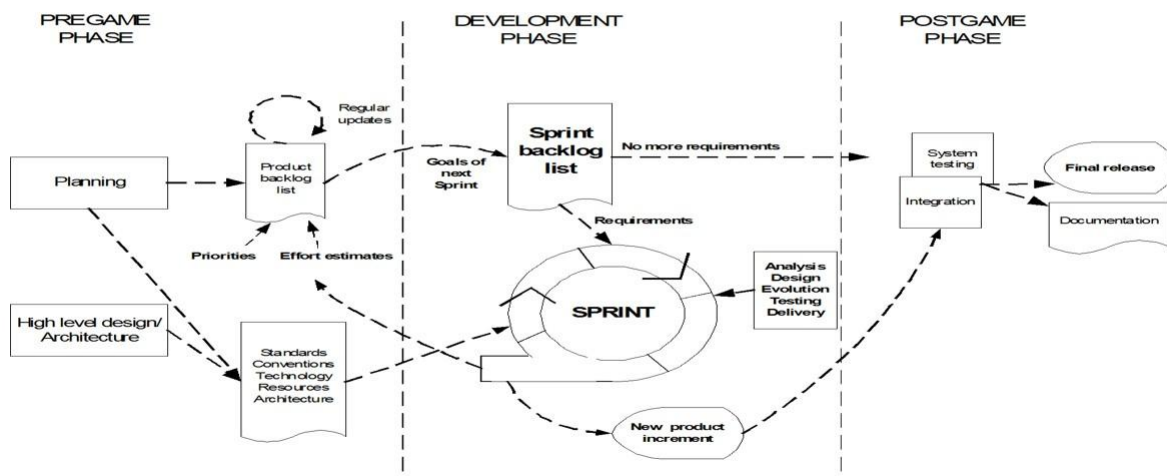 PREGAME
PHASE
DEVELOPMENT
PHASE
POSTGAME
PHASE
Regular
updates
Planning
Product
backlog
list
Goals of
next
Sprint
Sprint
backlog
list
No more requirements
System
testing
Integration
Final release
Documentation
Priorities
Effort estimates
Requirements
High level design/
Architecture
Standards
Conventions
Technology
Resources
Architecture
SPRINT
Analysis
Design
Evolution
Testing
Delivery
New product
increment